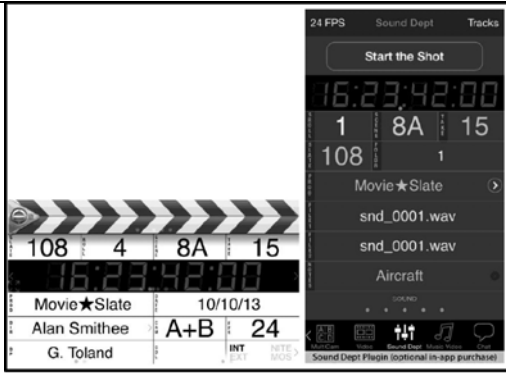 108 4 8A 15
16:23:42:00
Movie★Slate 10/10/13
Alan Smithee A+B 24
G. Toland INT NITE
EXT MOS
24 FPS Sound Dept Tracks
Start the Shot
16:23:42:00
1 8A 15
108 1
Movie★Slate
snd_0001.wav
snd_0001.wav
Aircraft
SOUND
MultiCam Video Sound Dept Music Video Chat
Sound Dept Plugin (optional in-app purchase)